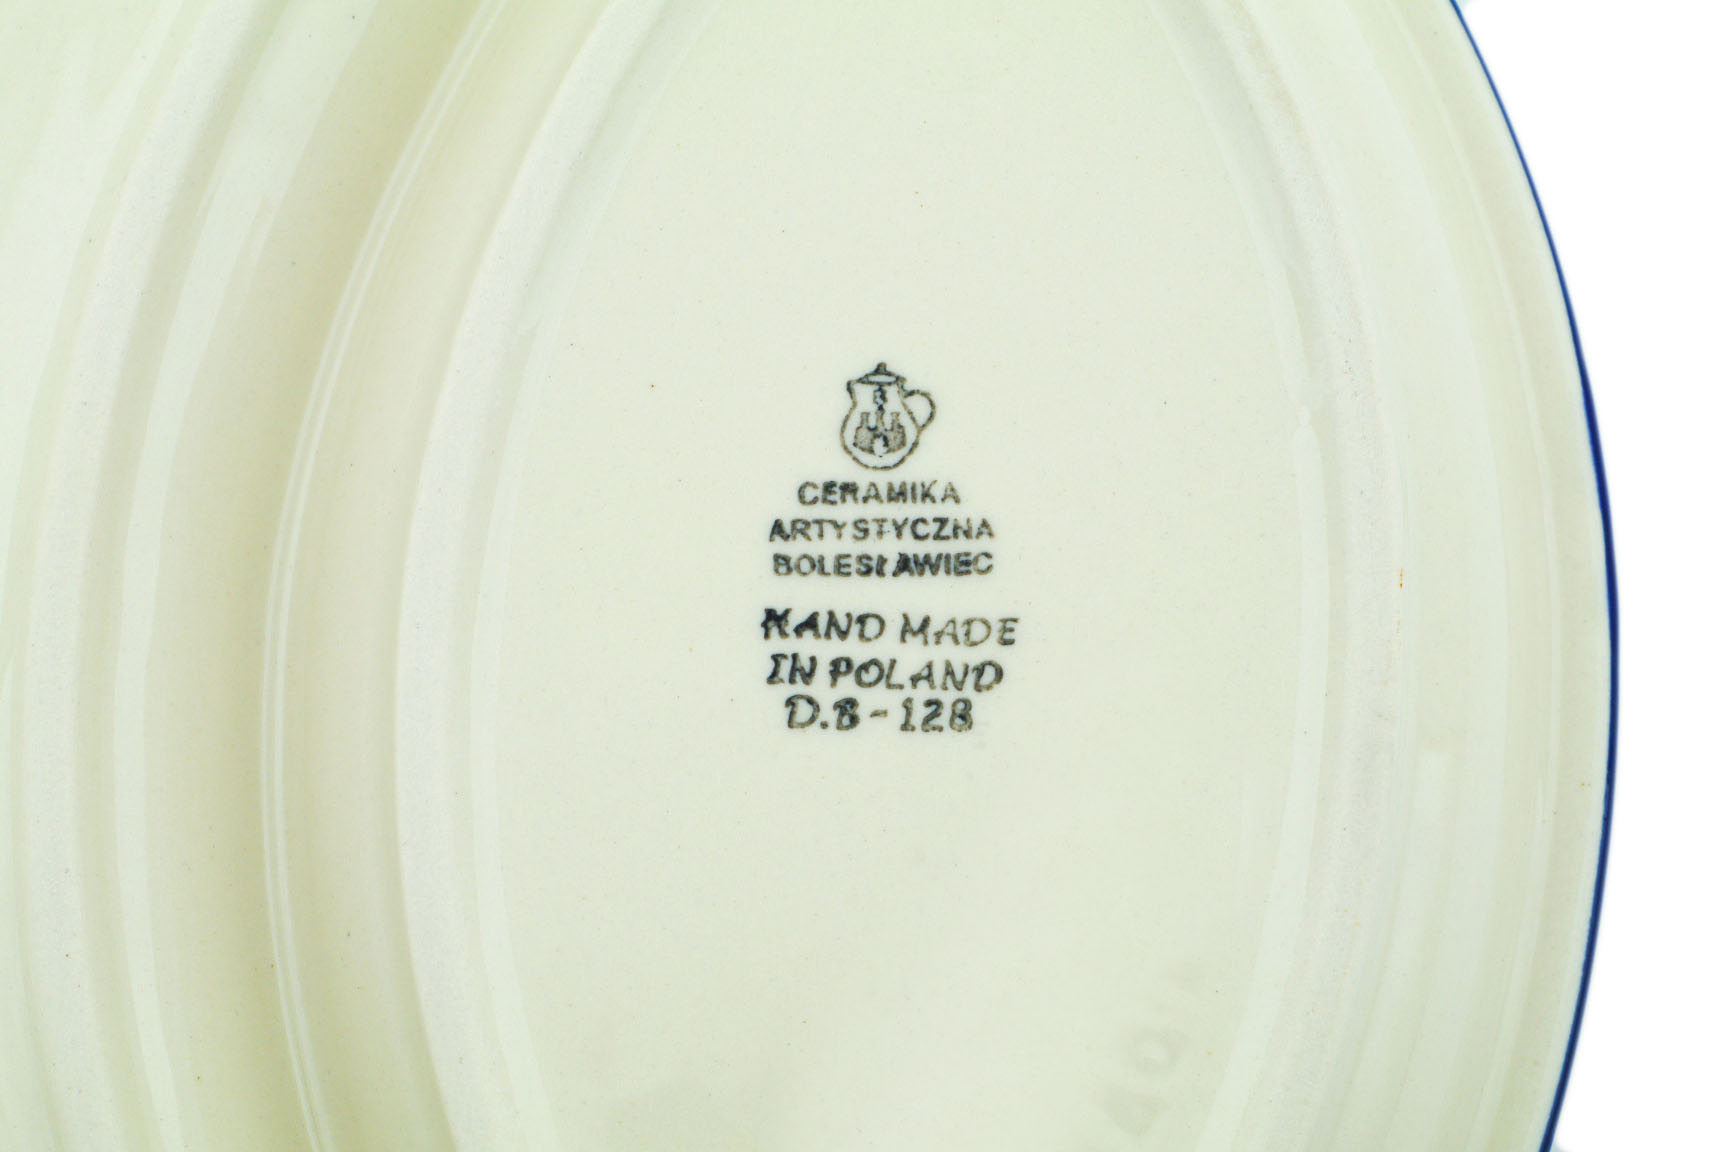 CERAMIKA
ARTYSTYCZNA
BOLESŁAWIEC
HAND MADE
IN POLAND
D.B-128